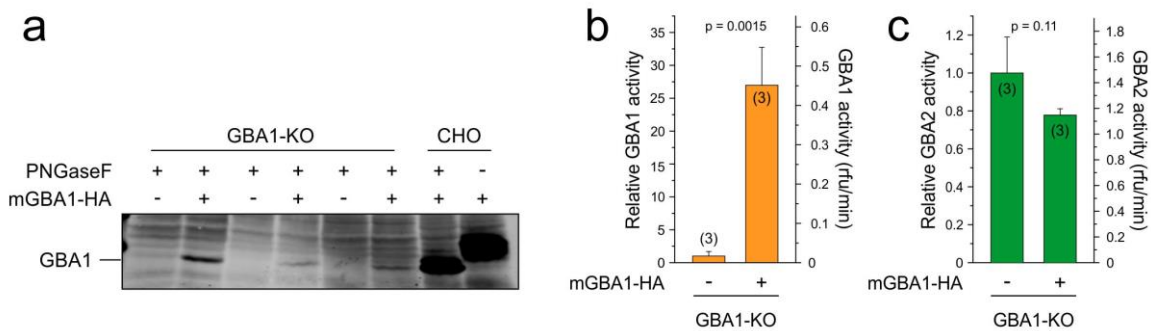 a
GBA1-KO CHO
PNGaseF + + + + + + + -
mGBA1-HA - + - + - + + +
GBA1
b
p = 0.0015
Relative GBA1 activity
35
30
25
20
15
10
5
0
GBA1 activity (rfu/min)
0.6
0.5
0.4
0.3
0.2
0.1
0
(3)
(3)
mGBA1-HA - +
GBA1-KO
c
p = 0.11
Relative GBA2 activity
1.2
1.0
0.8
0.6
0.4
0.2
0.0
GBA2 activity (rfu/min)
1.8
1.6
1.4
1.2
1.0
0.8
0.6
0.4
0.2
0
(3)
(3)
mGBA1-HA - +
GBA1-KO